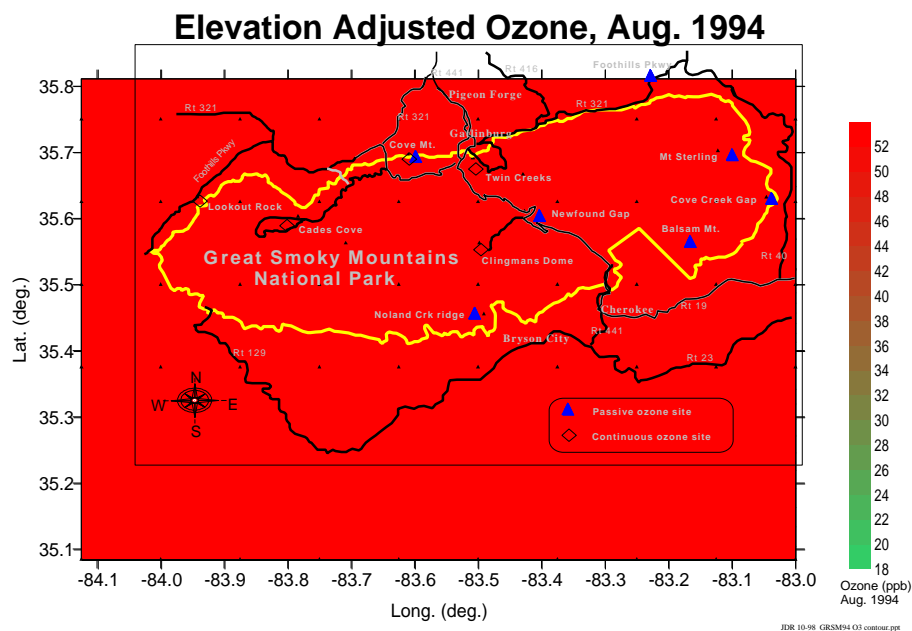 Elevation Adjusted Ozone, Aug. 1994
35.8
35.7
35.6
35.5
35.4
35.3
35.2
35.1
Lat. (deg.)
-84.1
-84.0
-83.9
-83.8
-83.7
-83.6
-83.5
-83.4
-83.3
-83.2
-83.1
-83.0
Long. (deg.)
Foothills Pkwy
Rt 441
Rt 416
Pigeon Forge
Rt 321
Rt 321
Rt 321
Gatlinburg
Cove Mt.
Mt Sterling
Foothils Pkwy
Twin Creeks
Lookout Rock
Cove Creek Gap
Newfound Gap
Cades Cove
Balsam Mt.
Great Smoky Mountains
National Park
Clingmans Dome
Rt 40
Noland Crk ridge
Cherokee
Rt 19
Rt 441
Bryson City
Rt 129
Rt 23
N
W
E
S
Passive ozone site
Continuous ozone site
52
50
48
46
44
42
40
38
36
34
32
30
28
26
24
22
20
18
Ozone (ppb)
Aug. 1994
JDR 10-98 GRSM94 O3 contour.ppt